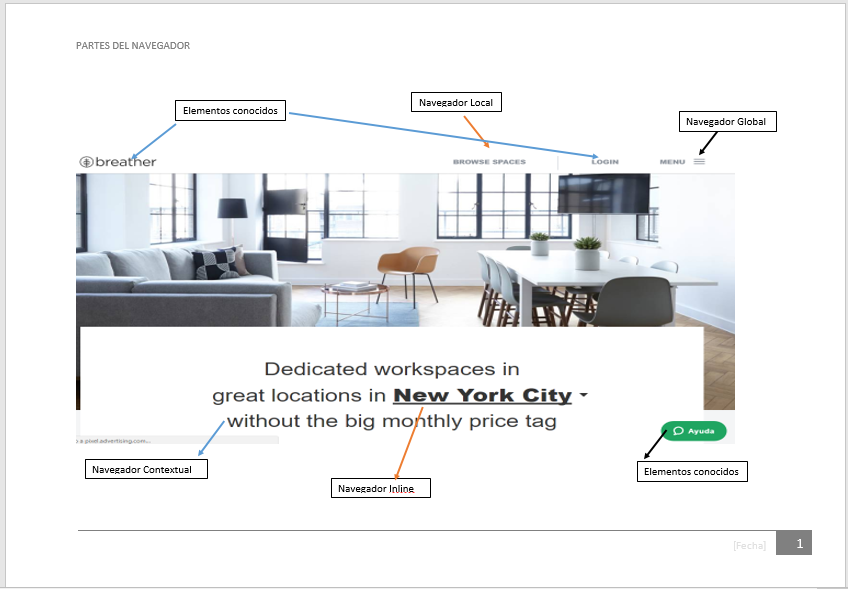 PARTES DEL NAVEGADOR
Elementos conocidos
Navegador Local
Navegador Global
breather
BROWSE SPACES
LOGIN
MENU
Dedicated workspaces in
great locations in New York City
without the big monthly price tag
Ayuda
a pixel.advertising.com...
Navegador Contextual
Elementos conocidos
Navegador Inline
[Fecha]
1